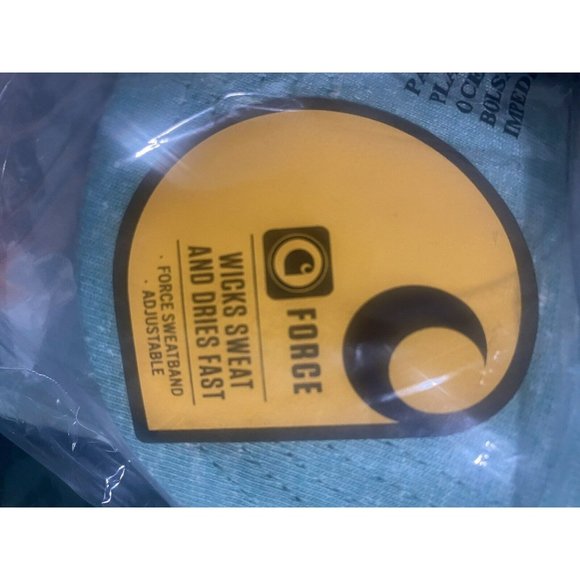 FORCE
WICKS SWEAT
AND DRIES FAST
· FORCE SWEATBAND
· ADJUSTABLE